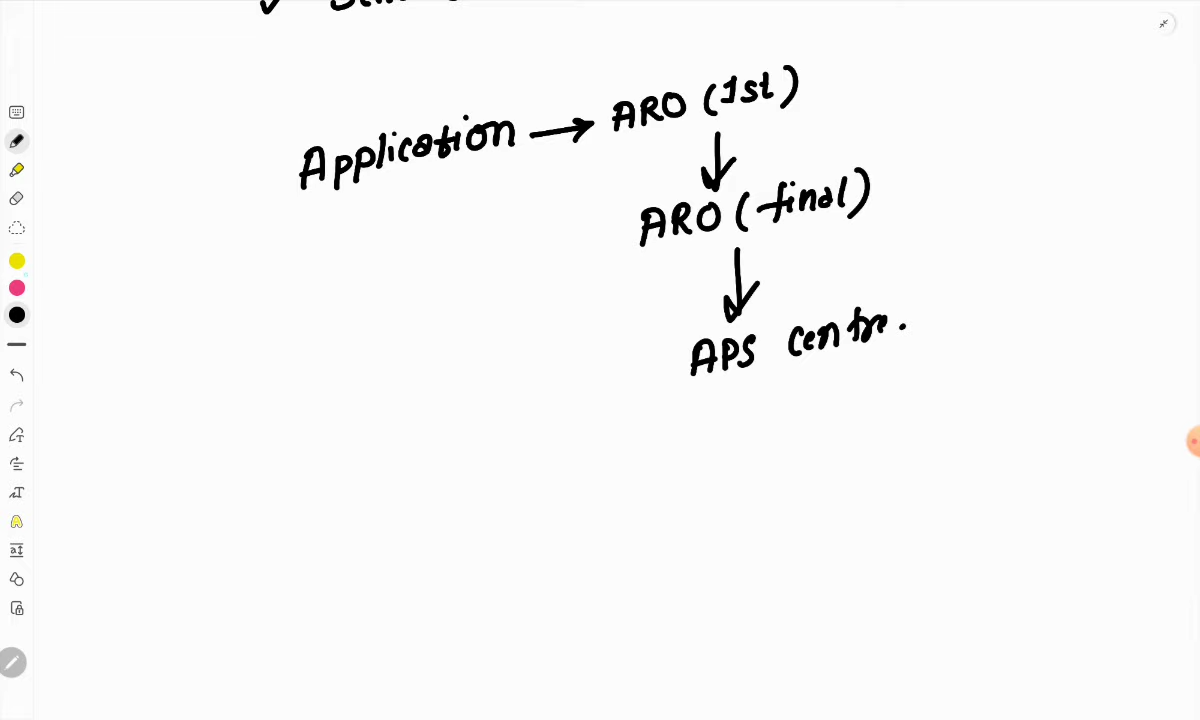 Application → ARO (1st)
↓
ARO (final)
↓
APS centre.